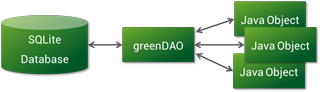 SQLite
Database
greenDAO
Java Object
Java Object
Java Object